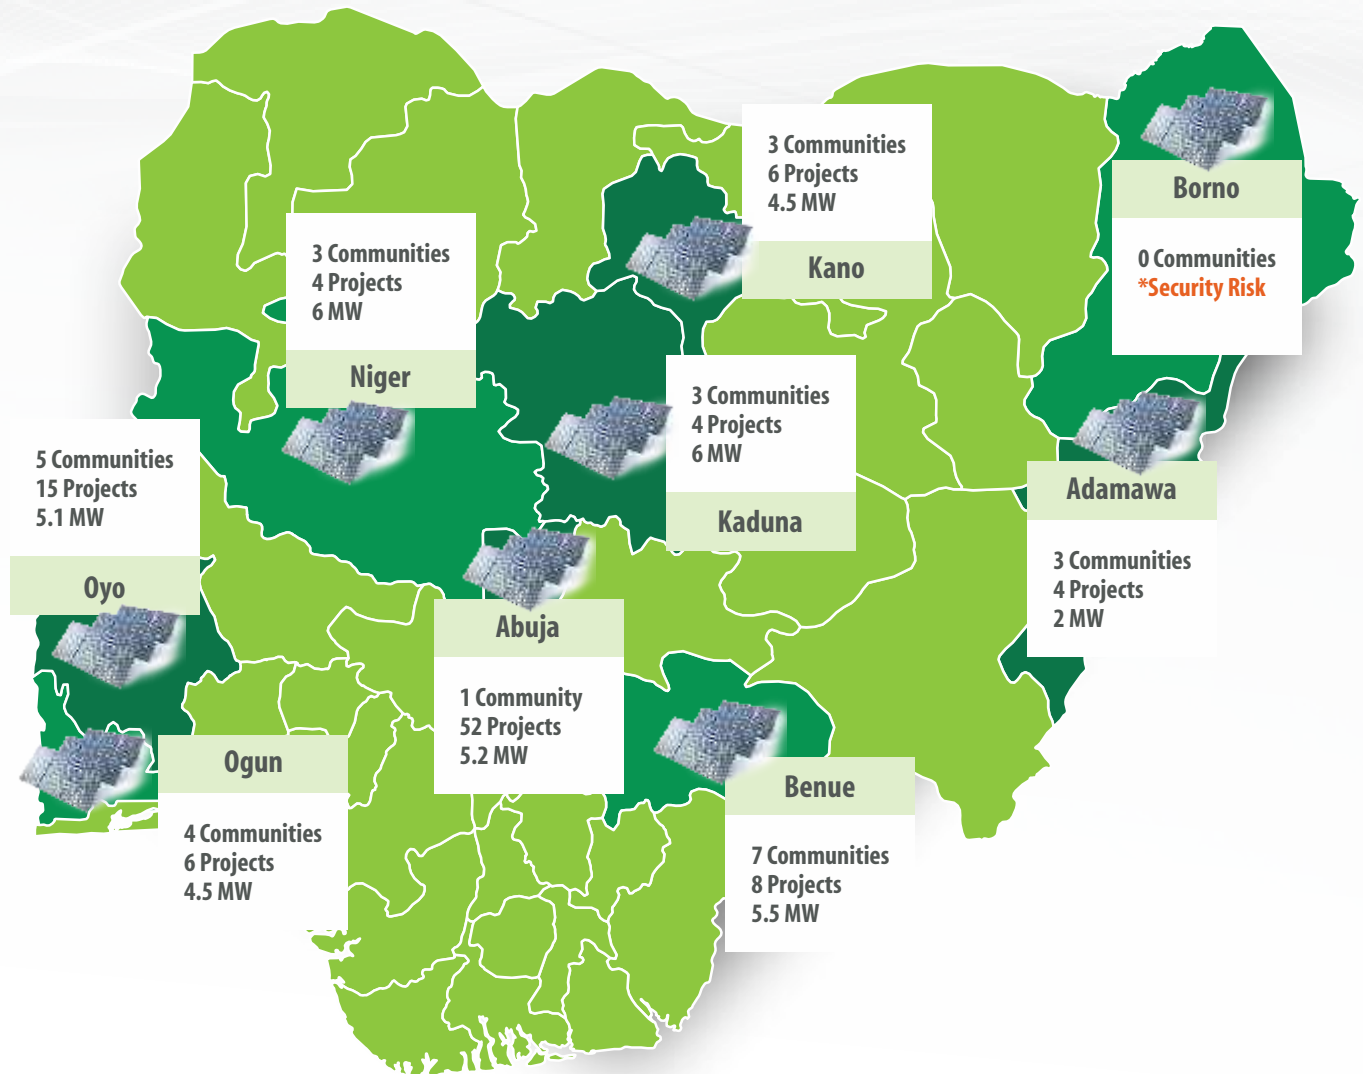 3 Communities
6 Projects
4.5 MW
Kano
Borno
0 Communities
*Security Risk
3 Communities
4 Projects
6 MW
Niger
3 Communities
4 Projects
6 MW
Kaduna
5 Communities
15 Projects
5.1 MW
Oyo
Adamawa
3 Communities
4 Projects
2 MW
Abuja
1 Community
52 Projects
5.2 MW
Ogun
4 Communities
6 Projects
4.5 MW
Benue
7 Communities
8 Projects
5.5 MW